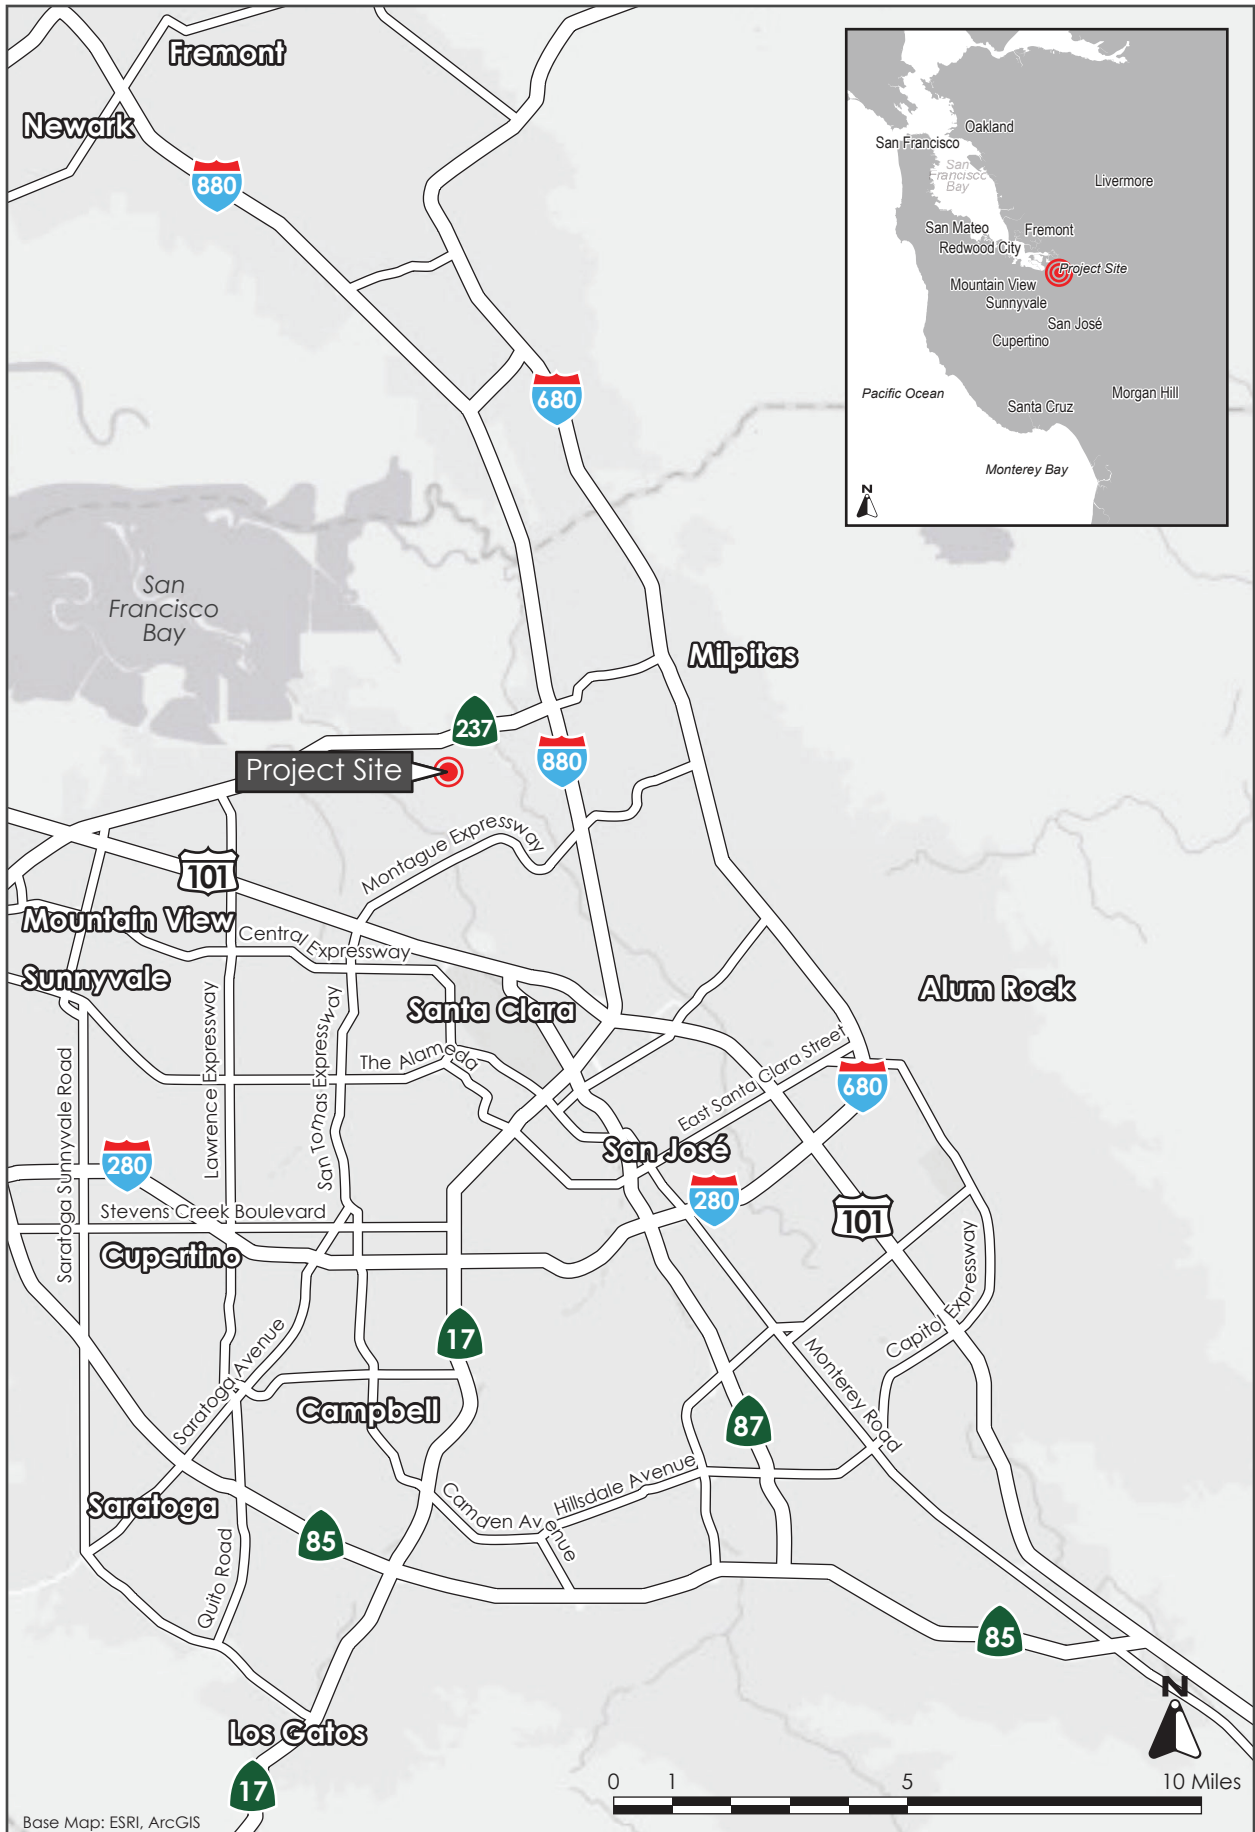 Fremont
Newark
880
680
San
Francisco
Bay
Milpitas
237
Project Site
880
Montague Expressway
101
Mountain View
Central Expressway
Sunnyvale
Alum Rock
Santa Clara
Lawrence Expressway
San Tomas Expressway
The Alameda
East Santa Clara Street
680
Saratoga Sunnyvale Road
San José
280
280
Stevens Creek Boulevard
101
Cupertino
Capitol Expressway
17
Saratoga Avenue
Monterey Road
Campbell
87
Hillsdale Avenue
Camden Avenue
Saratoga
85
Quito Road
85
Los Gatos
17
N
0 1 5 10 Miles
Base Map: ESRI, ArcGIS
Oakland
San Francisco
San
Francisco
Bay
Livermore
San Mateo
Fremont
Redwood City
Project Site
Mountain View
Sunnyvale
San José
Cupertino
Pacific Ocean
Morgan Hill
Santa Cruz
Monterey Bay
N